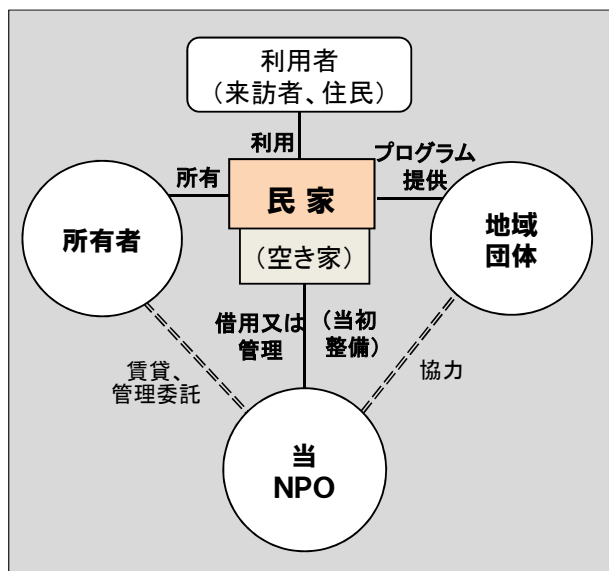 利用者
(来訪者、住民)
利用
プログラム
提供
所有
民家
(空き家)
所有者
地域
団体
借用又は
管理
(当初
整備)
賃貸、
管理委託
協力
当
NPO